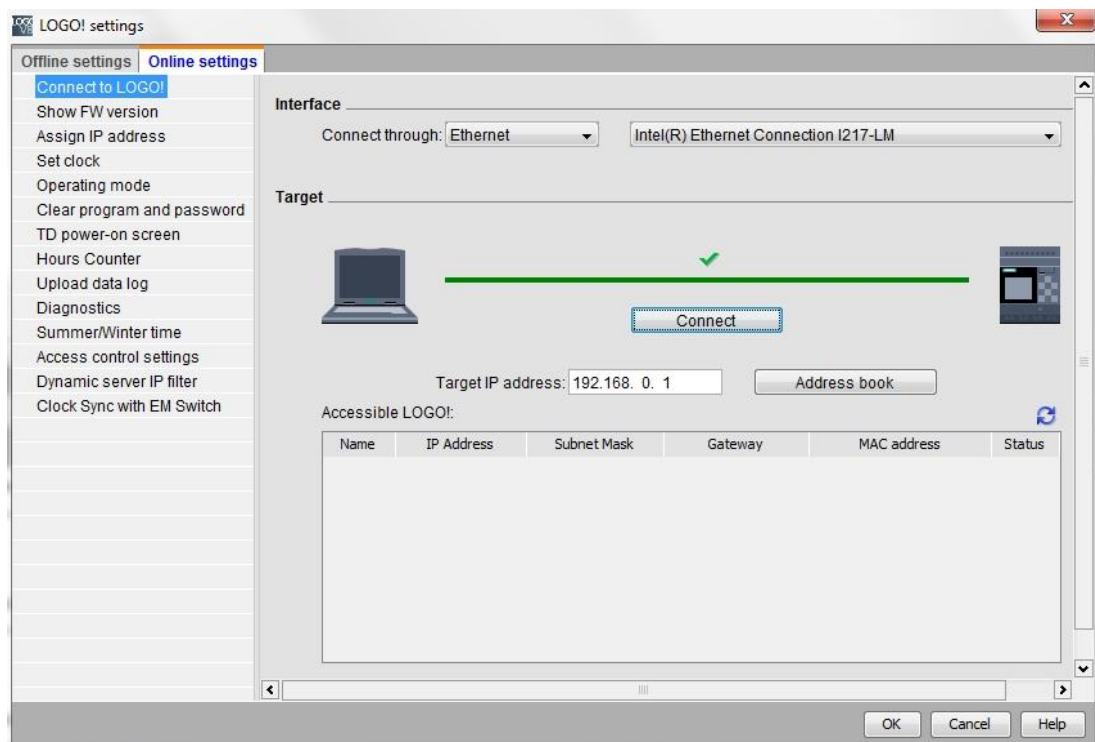 LOGO! settings
Offline settings Online settings
Connect to LOGO!
Show FW version
Assign IP address
Set clock
Operating mode
Clear program and password
TD power-on screen
Hours Counter
Upload data log
Diagnostics
Summer/Winter time
Access control settings
Dynamic server IP filter
Clock Sync with EM Switch
Interface
Connect through: Ethernet Intel(R) Ethernet Connection I217-LM
Target
Connect
Target IP address: 192.168. 0. 1 Address book
Accessible LOGO!:
Name IP Address Subnet Mask Gateway MAC address Status
OK Cancel Help